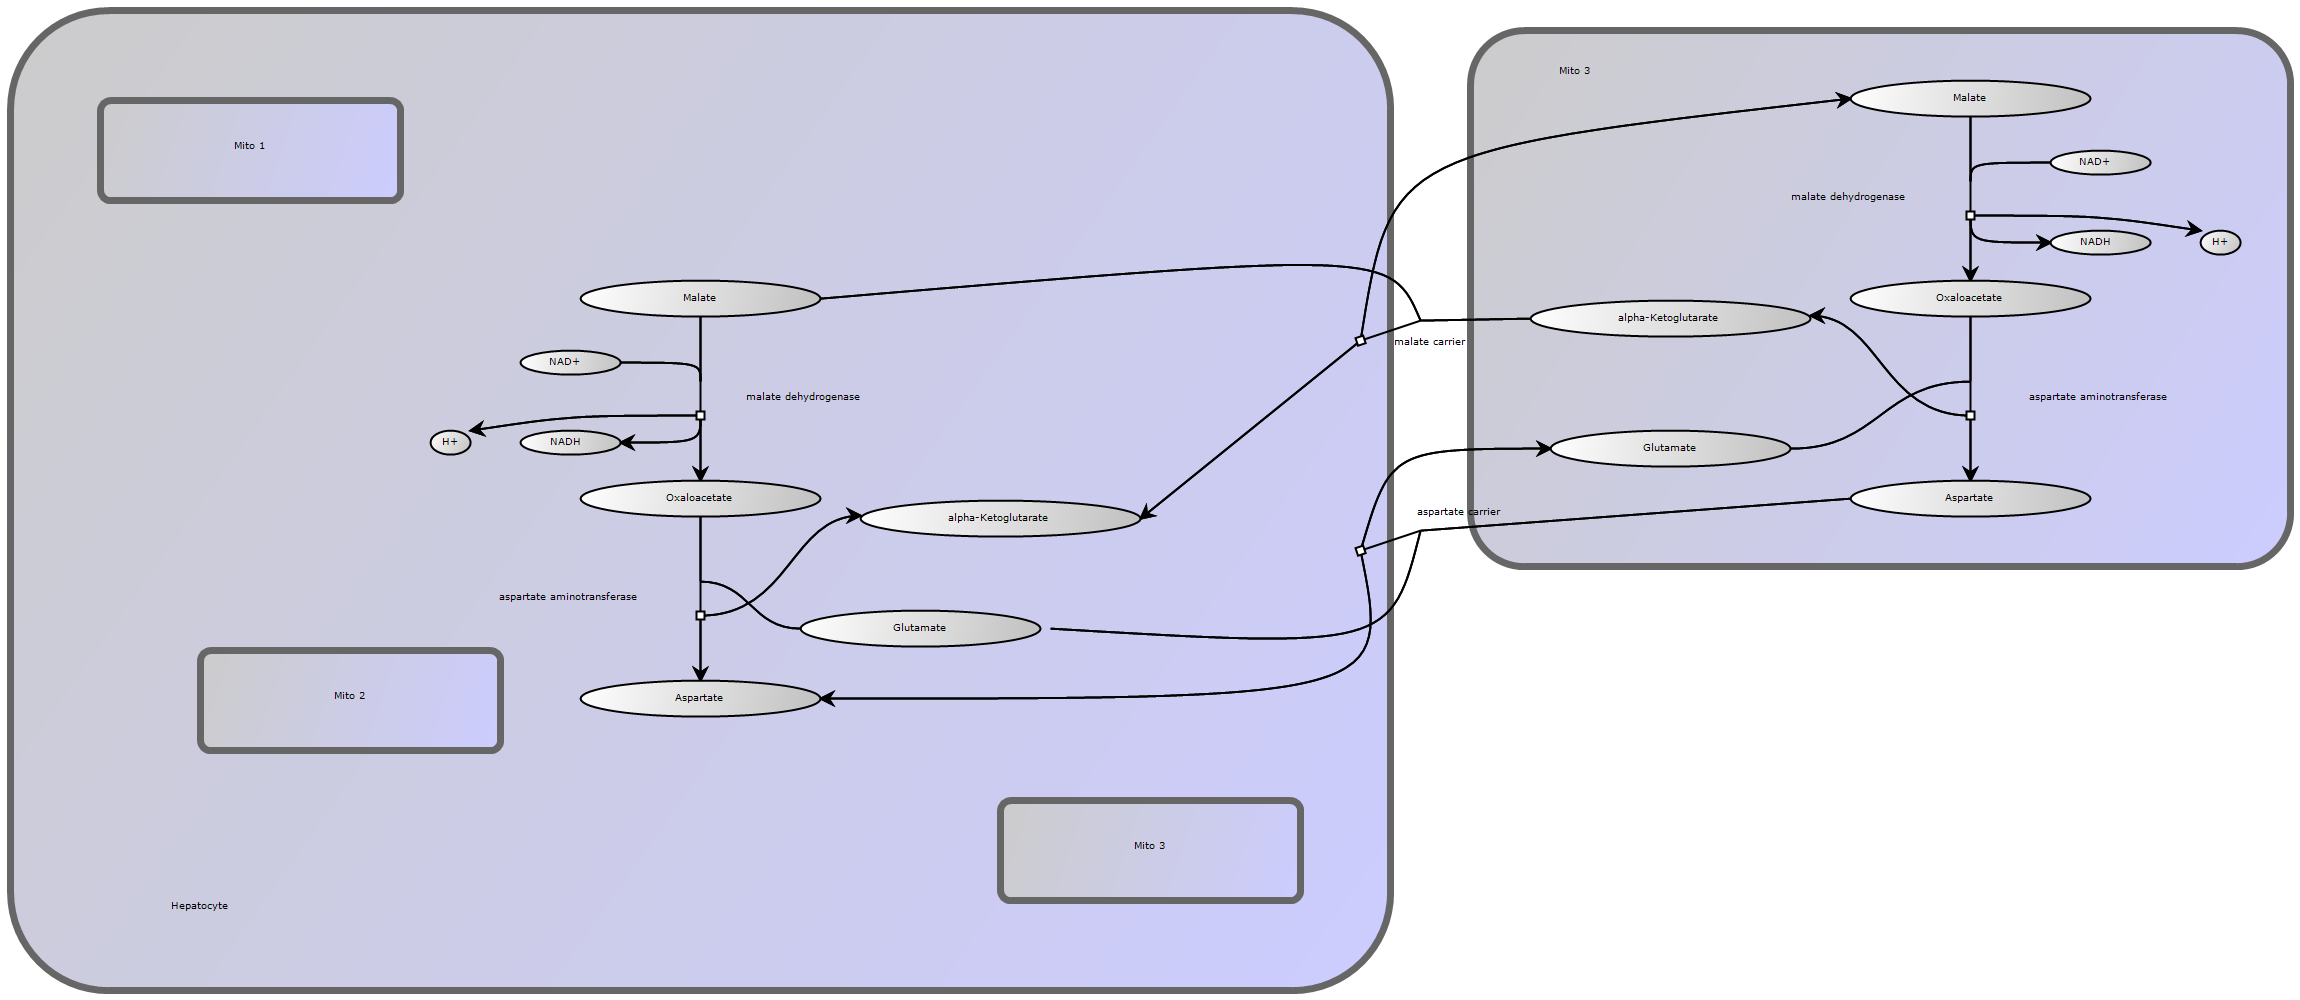 Mito 3
Malate
Mito 1
NAD+
malate dehydrogenase
NADH
H+
Malate
Oxaloacetate
alpha-Ketoglutarate
malate carrier
NAD+
malate dehydrogenase
aspartate aminotransferase
H+
NADH
Glutamate
Oxaloacetate
Aspartate
aspartate carrier
alpha-Ketoglutarate
aspartate aminotransferase
Glutamate
Mito 2
Aspartate
Mito 3
Hepatocyte